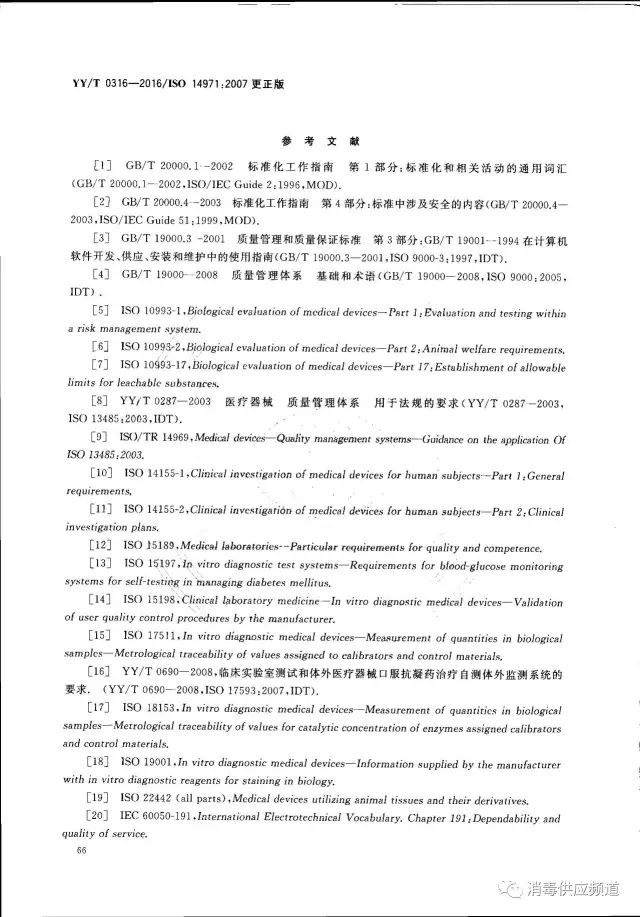 YY/T 0316—2016/ISO 14971:2007 更正版
参 考 文 献
[1] GB/T 20000.1—2002 标准化工作指南 第1部分:标准化和相关活动的通用词汇
(GB/T 20000.1—2002,ISO/IEC Guide 2:1996,MOD).
[2] GB/T 20000.4—2003 标准化工作指南 第4部分:标准中涉及安全的内容(GB/T 20000.4—
2003,ISO/IEC Guide 51:1999,MOD).
[3] GB/T 19000.3—2001 质量管理和质量保证标准 第3部分:GB/T 19001—1994在计算机
软件开发、供应、安装和维护中的使用指南(GB/T 19000.3—2001,ISO 9000-3:1997,IDT).
[4] GB/T 19000—2008 质量管理体系 基础和术语(GB/T 19000—2008,ISO 9000:2005,
IDT).
[5] ISO 10993-1,Biological evaluation of medical devices—Part 1:Evaluation and testing within
a risk management system.
[6] ISO 10993-2,Biological evaluation of medical devices—Part 2:Animal welfare requirements.
[7] ISO 10993-17,Biological evaluation of medical devices—Part 17:Establishment of allowable
limits for leachable substances.
[8] YY/T 0287—2003 医疗器械 质量管理体系 用于法规的要求(YY/T 0287—2003,
ISO 13485:2003,IDT).
[9] ISO/TR 14969,Medical devices—Quality management systems—Guidance on the application Of
ISO 13485:2003.
[10] ISO 14155-1,Clinical investigation of medical devices for human subjects—Part 1:General
requirements.
[11] ISO 14155-2,Clinical investigation of medical devices for human subjects—Part 2:Clinical
investigation plans.
[12] ISO 15189,Medical laboratories—Particular requirements for quality and competence.
[13] ISO 15197,In vitro diagnostic test systems—Requirements for blood-glucose monitoring
systems for self-testing in managing diabetes mellitus.
[14] ISO 15198,Clinical laboratory medicine—In vitro diagnostic medical devices—Validation
of user quality control procedures by the manufacturer.
[15] ISO 17511,In vitro diagnostic medical devices—Measurement of quantities in biological
samples—Metrological traceability of values assigned to calibrators and control materials.
[16] YY/T 0690—2008,临床实验室测试和体外医疗器械口服抗凝药治疗自测体外监测系统的
要求.(YY/T 0690—2008,ISO 17593:2007,IDT).
[17] ISO 18153,In vitro diagnostic medical devices—Measurement of quantities in biological
samples—Metrological traceability of values for catalytic concentration of enzymes assigned calibrators
and control materials.
[18] ISO 19001,In vitro diagnostic medical devices—Information supplied by the manufacturer
with in vitro diagnostic reagents for staining in biology.
[19] ISO 22442 (all parts),Medical devices utilizing animal tissues and their derivatives.
[20] IEC 60050-191,International Electrotechnical Vocabulary. Chapter 191:Dependability and
quality of service.
66
消毒供应频道